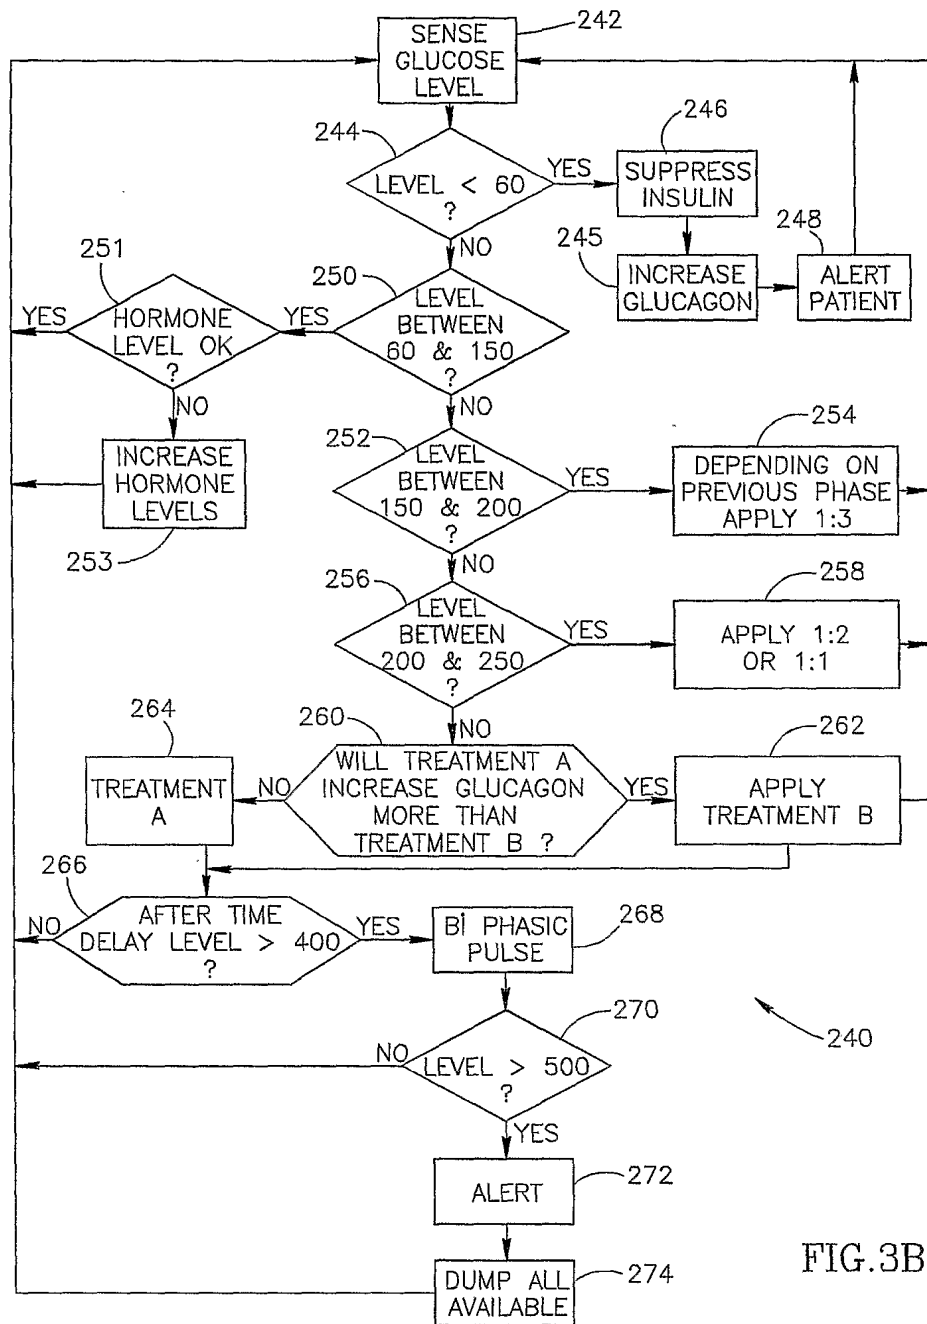 SENSE
GLUCOSE
LEVEL
242
244
LEVEL < 60
?
YES
NO
246
SUPPRESS
INSULIN
245
INCREASE
GLUCAGON
248
ALERT
PATIENT
250
LEVEL
BETWEEN
60 & 150
?
YES
NO
251
HORMONE
LEVEL OK
?
YES
NO
INCREASE
HORMONE
LEVELS
253
252
LEVEL
BETWEEN
150 & 200
?
YES
NO
254
DEPENDING ON
PREVIOUS PHASE
APPLY 1:3
256
LEVEL
BETWEEN
200 & 250
?
YES
NO
258
APPLY 1:2
OR 1:1
260
WILL TREATMENT A
INCREASE GLUCAGON
MORE THAN
TREATMENT B ?
NO
YES
264
TREATMENT
A
262
APPLY
TREATMENT B
266
AFTER TIME
DELAY LEVEL > 400
?
NO
YES
BI PHASIC
PULSE
268
270
LEVEL > 500
?
NO
YES
240
ALERT
272
DUMP ALL
AVAILABLE
274
FIG.3B